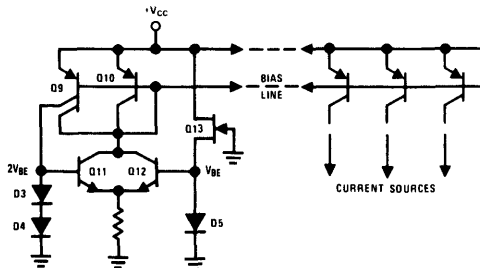 +VCC
Q9
Q10
BIAS
LINE
Q13
2VBE
Q11
Q12
VBE
D3
D4
D5
CURRENT SOURCES